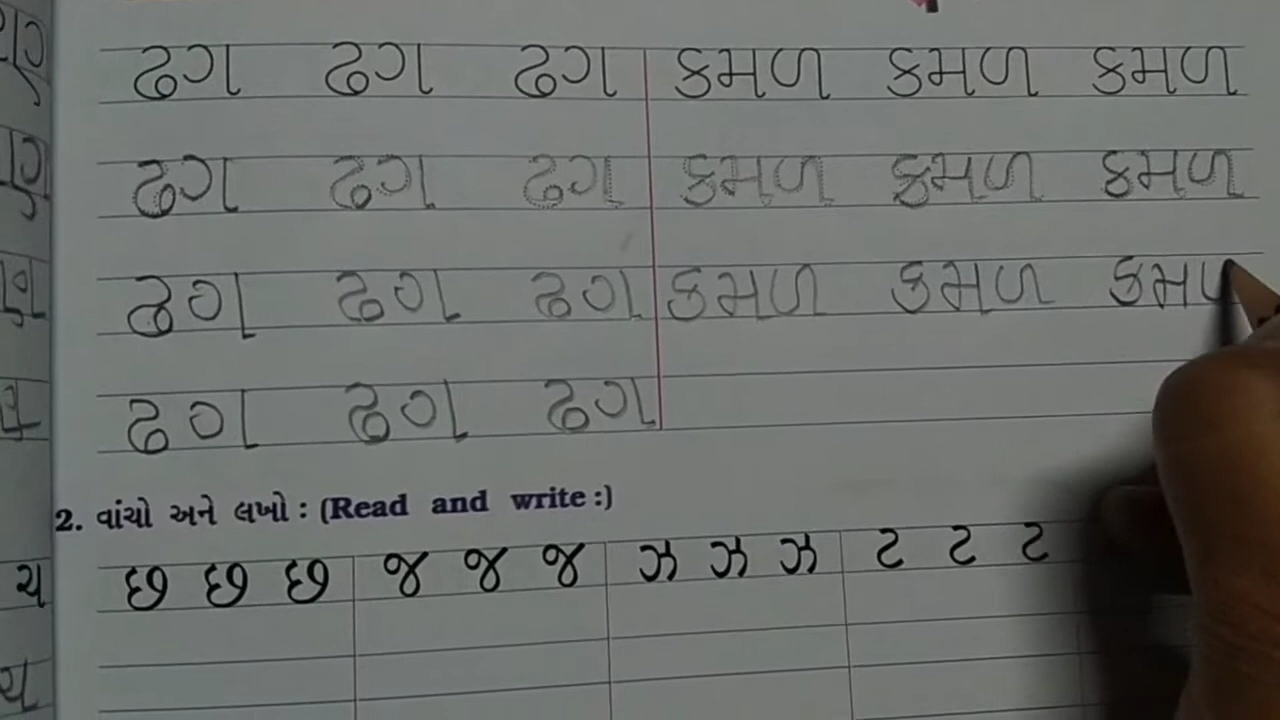 ઢગ ઢગ ઢગ કમળ કમળ કમળ
ઢગ ઢગ ઢગ કમળ કમળ કમળ
ઢગ ઢગ ઢગ કમળ કમળ કમળ
ઢગ ઢગ ઢગ
2. વાંચો અને લખો : (Read and write :)
છ છ છ જ જ જ ઝ ઝ ઝ ટ ટ ટ